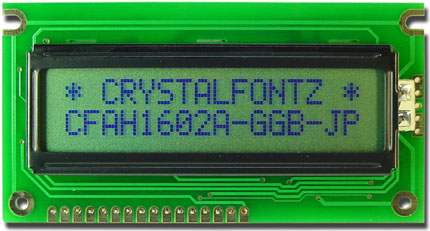 * CRYSTALFONTZ *
CFAH1602A-GGB-JP